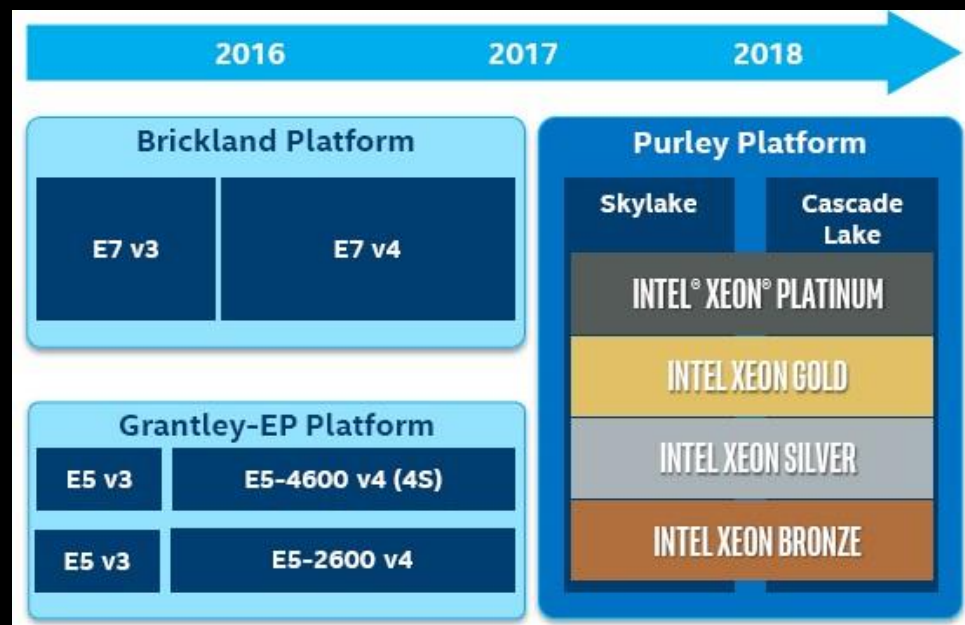 2016 2017 2018
Brickland Platform
E7 v3 E7 v4
Grantley-EP Platform
E5 v3 E5-4600 v4 (4S)
E5 v3 E5-2600 v4
Purley Platform
Skylake Cascade
Lake
INTEL® XEON® PLATINUM
INTEL XEON GOLD
INTEL XEON SILVER
INTEL XEON BRONZE